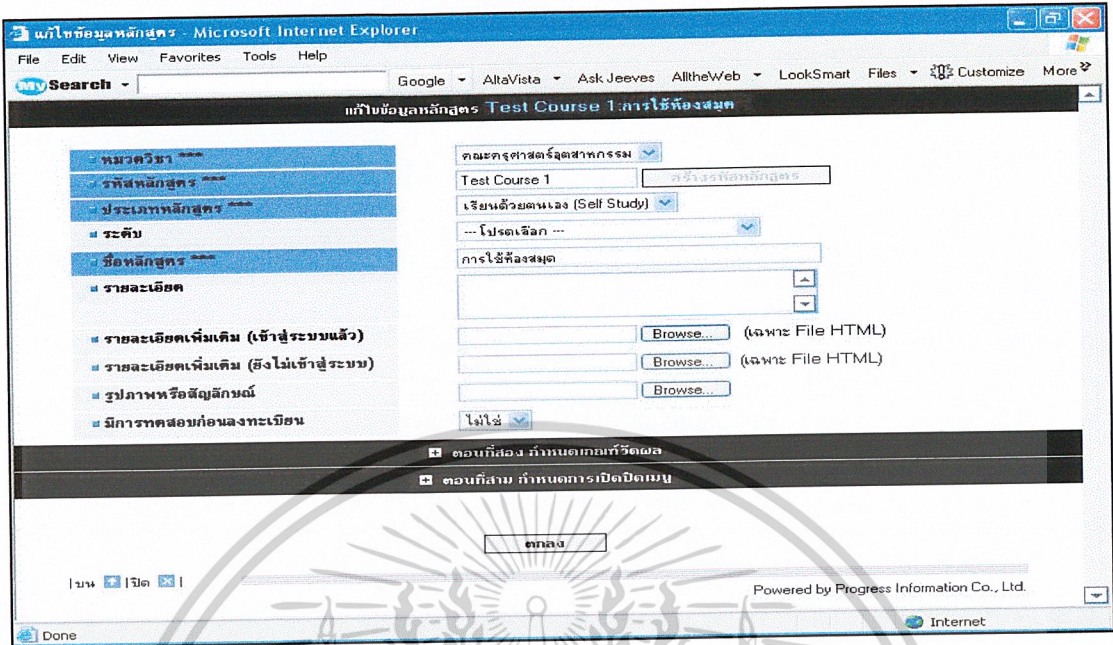 แก้ไขข้อมูลหลักสูตร - Microsoft Internet Explorer
File Edit View Favorites Tools Help
My Search Google AltaVista Ask Jeeves AlltheWeb LookSmart Files Customize More
แก้ไขข้อมูลหลักสูตร Test Course 1:การใช้ห้องสมุด
หมวดวิชา *** คณะครุศาสตร์อุตสาหกรรม
รหัสหลักสูตร *** Test Course 1 สร้างรหัสหลักสูตร
ประเภทหลักสูตร *** เรียนด้วยตนเอง (Self Study)
ระดับ --- โปรดเลือก ---
ชื่อหลักสูตร *** การใช้ห้องสมุด
รายละเอียด
รายละเอียดเพิ่มเติม (เข้าสู่ระบบแล้ว) Browse... (เฉพาะ File HTML)
รายละเอียดเพิ่มเติม (ยังไม่เข้าสู่ระบบ) Browse... (เฉพาะ File HTML)
รูปภาพหรือสัญลักษณ์ Browse...
มีการทดสอบก่อนลงทะเบียน ไม่ใช่
ตอนที่สอง กำหนดเกณฑ์วัดผล
ตอนที่สาม กำหนดการเปิดปิดเมนู
ตกลง
|บน |ปิด |
Powered by Progress Information Co., Ltd.
Done Internet